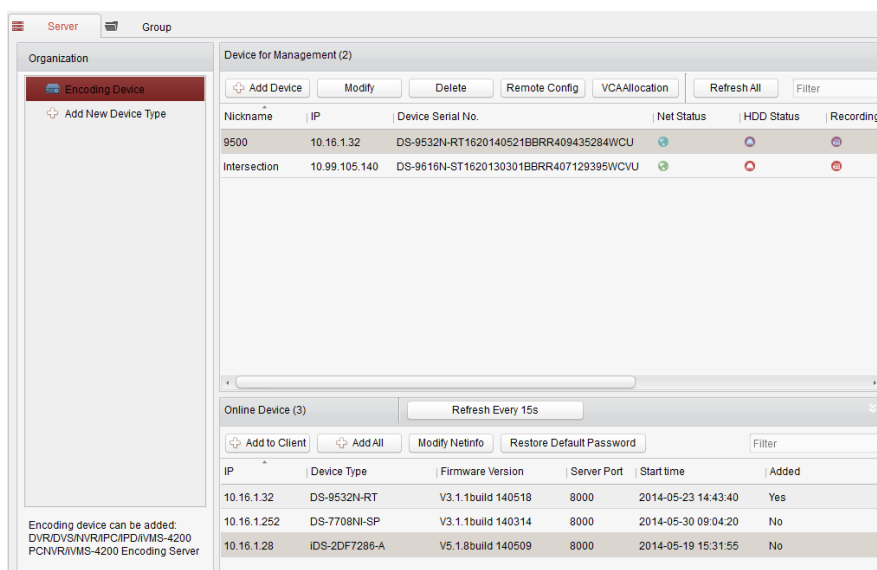 Server Group
Organization
Encoding Device
Add New Device Type
Encoding device can be added:
DVR/DVS/NVR/IPC/IPD/iVMS-4200
PCNVR/iVMS-4200 Encoding Server
Device for Management (2)
Add Device Modify Delete Remote Config VCAAllocation Refresh All Filter
Nickname IP Device Serial No. Net Status HDD Status Recording
9500 10.16.1.32 DS-9532N-RT1620140521BBRR409435284WCU
Intersection 10.99.105.140 DS-9616N-ST1620130301BBRR407129395WCVU
Online Device (3) Refresh Every 15s
Add to Client Add All Modify Netinfo Restore Default Password Filter
IP Device Type Firmware Version Server Port Start time Added
10.16.1.32 DS-9532N-RT V3.1.1build 140518 8000 2014-05-23 14:43:40 Yes
10.16.1.252 DS-7708NI-SP V3.1.1build 140314 8000 2014-05-30 09:04:20 No
10.16.1.28 iDS-2DF7286-A V5.1.8build 140509 8000 2014-05-19 15:31:55 No